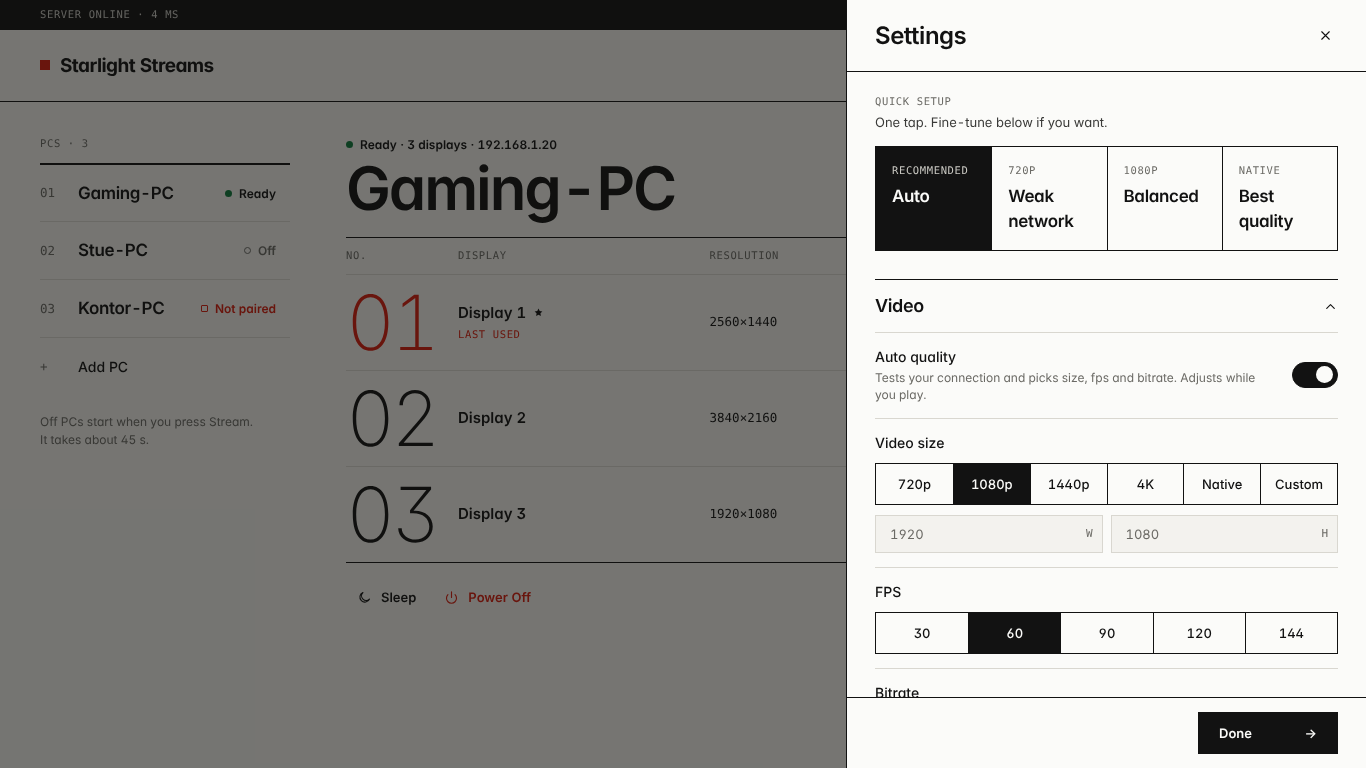 SERVER ONLINE · 4 MS
Starlight Streams
PCS · 3
01 Gaming-PC Ready
02 Stue-PC Off
03 Kontor-PC Not paired
+ Add PC
Off PCs start when you press Stream.
It takes about 45 s.
Ready · 3 displays · 192.168.1.20
Gaming-PC
NO. DISPLAY RESOLUTION
01 Display 1 ★ 2560×1440
LAST USED
02 Display 2 3840×2160
03 Display 3 1920×1080
Sleep Power Off
Settings
QUICK SETUP
One tap. Fine-tune below if you want.
RECOMMENDED 720P 1080P NATIVE
Auto Weak Balanced Best
network quality
Video
Auto quality
Tests your connection and picks size, fps and bitrate. Adjusts while
you play.
Video size
720p 1080p 1440p 4K Native Custom
1920 W 1080 H
FPS
30 60 90 120 144
Bitrate
Done →